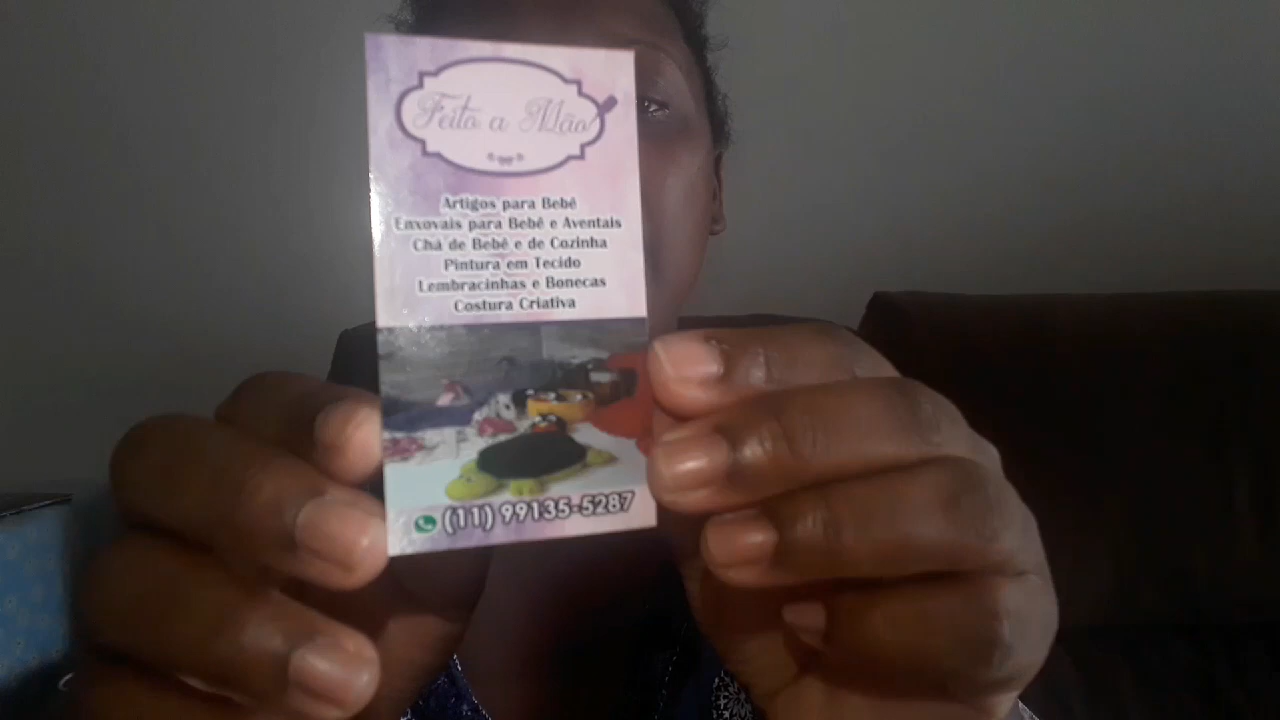 Feito a Mão
Artigos para Bebê
Enxovais para Bebê e Aventais
Chá de Bebê e de Cozinha
Pintura em Tecido
Lembracinhas e Bonecas
Costura Criativa
(11) 99135-5287